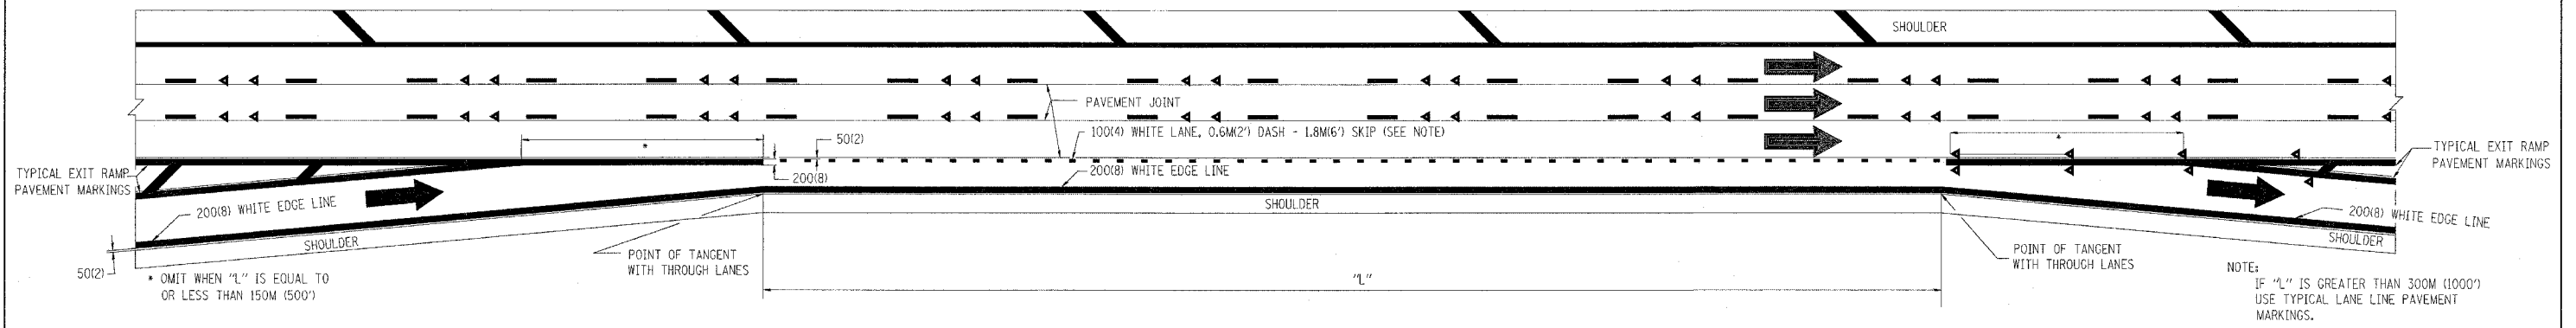 SHOULDER
PAVEMENT JOINT
100(4) WHITE LANE, 0.6M(2') DASH - 1.8M(6') SKIP (SEE NOTE)
50(2)
*
*
TYPICAL EXIT RAMP
PAVEMENT MARKINGS
TYPICAL EXIT RAMP
PAVEMENT MARKINGS
200(8)
200(8) WHITE EDGE LINE
200(8) WHITE EDGE LINE
SHOULDER
200(8) WHITE EDGE LINE
SHOULDER
SHOULDER
POINT OF TANGENT
WITH THROUGH LANES
POINT OF TANGENT
WITH THROUGH LANES
50(2)
* OMIT WHEN "L" IS EQUAL TO
OR LESS THAN 150M (500')
"L"
NOTE:
IF "L" IS GREATER THAN 300M (1000')
USE TYPICAL LANE LINE PAVEMENT
MARKINGS.